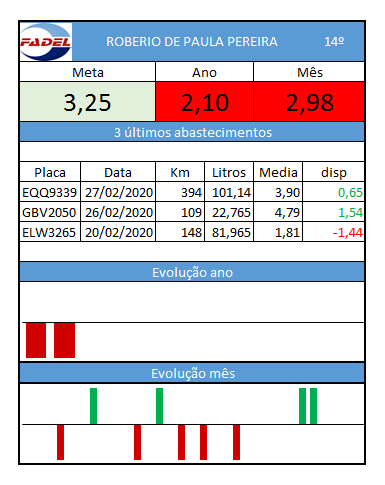 FADEL ROBERIO DE PAULA PEREIRA 14º
Meta Ano Mês
3,25 2,10 2,98
3 últimos abastecimentos
Placa Data Km Litros Media disp
EQQ9339 27/02/2020 394 101,14 3,90 0,65
GBV2050 26/02/2020 109 22,765 4,79 1,54
ELW3265 20/02/2020 148 81,965 1,81 -1,44
Evolução ano
Evolução mês